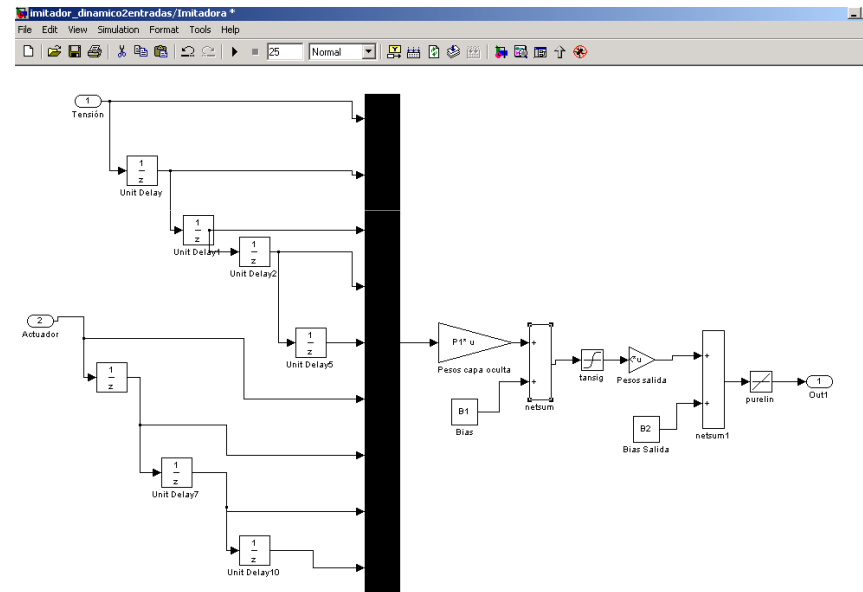 imitador_dinamico2entradas/Imitadora *
File Edit View Simulation Format Tools Help
25 Normal
1
Tensión
1
z
Unit Delay
1
z
Unit Delay1
1
z
Unit Delay2
1
z
Unit Delay5
2
Actuador
1
z
1
z
Unit Delay7
1
z
Unit Delay10
P1* u
Pesos capa oculta
B1
Bias
+
+
netsum
tansig
Pesos salida
B2
Bias Salida
+
+
netsum1
purelin
1
Out1